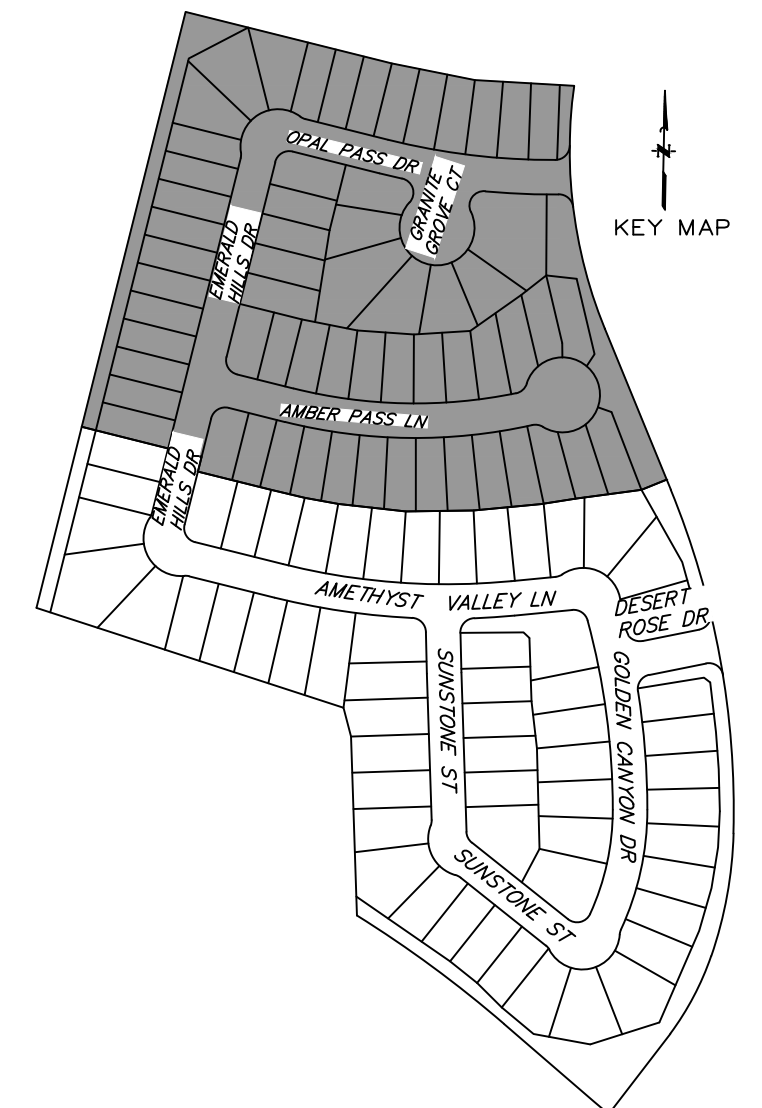 OPAL PASS DR
GRANITE
GROVE CT
N
KEY MAP
EMERALD
HILLS DR
AMBER PASS LN
EMERALD
HILLS DR
AMETHYST VALLEY LN
DESERT
ROSE DR
SUNSTONE ST
GOLDEN CANYON DR
SUNSTONE ST